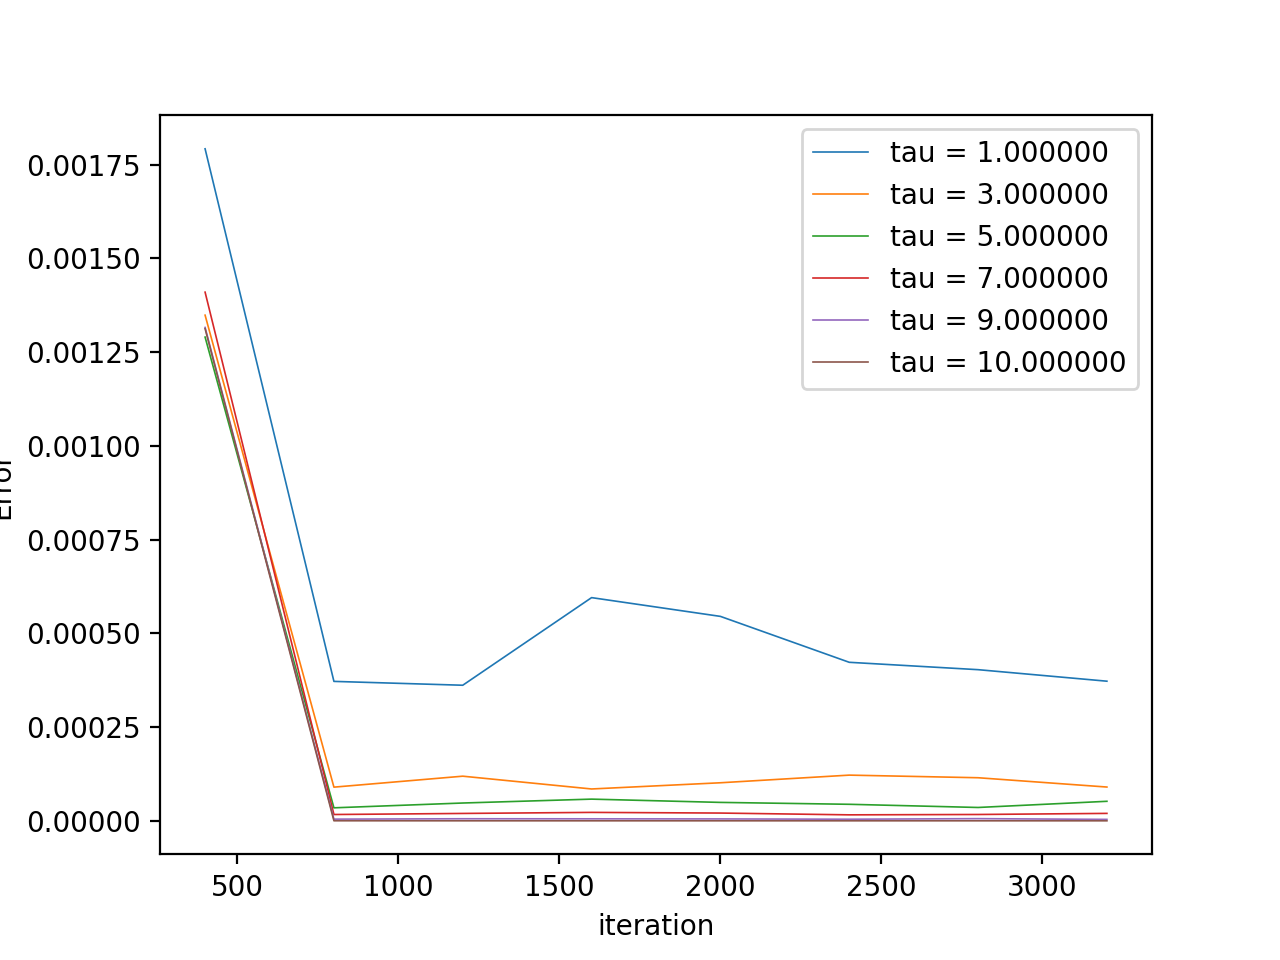 0.00175
0.00150
0.00125
0.00100
0.00075
0.00050
0.00025
0.00000
Error
500 1000 1500 2000 2500 3000
iteration
tau = 1.000000
tau = 3.000000
tau = 5.000000
tau = 7.000000
tau = 9.000000
tau = 10.000000